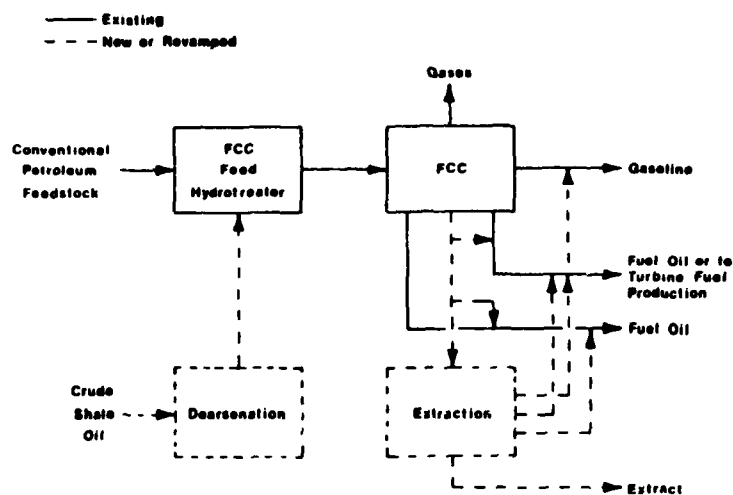 Existing
New or Revamped
Gases
Conventional
Petroleum
Feedstock
FCC
Feed
Hydrotreater
FCC
Gasoline
Fuel Oil or to
Turbine Fuel
Production
Fuel Oil
Crude
Shale
Oil
Dearsenation
Extraction
Extract